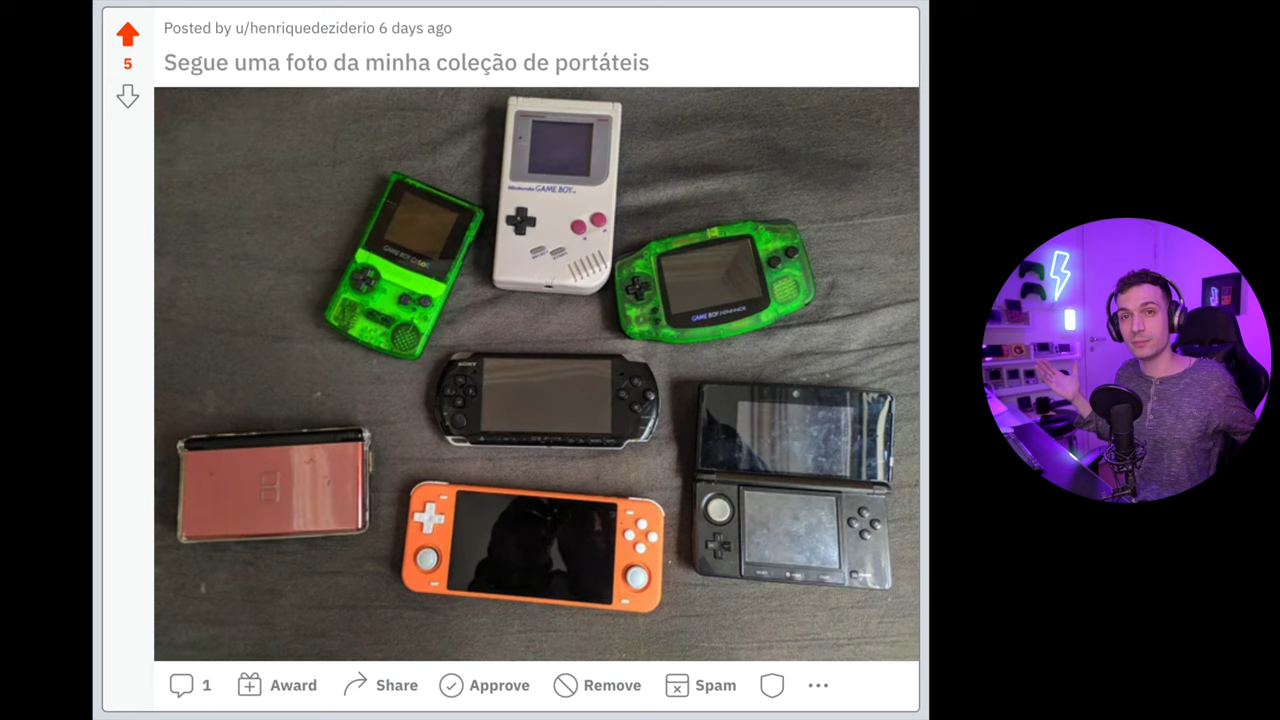 Posted by u/henriquedeziderio 6 days ago
5
Segue uma foto da minha coleção de portáteis
Nintendo GAME BOY
GAME BOY COLOR
GAME BOY ADVANCE
SONY
1
Award
Share
Approve
Remove
Spam